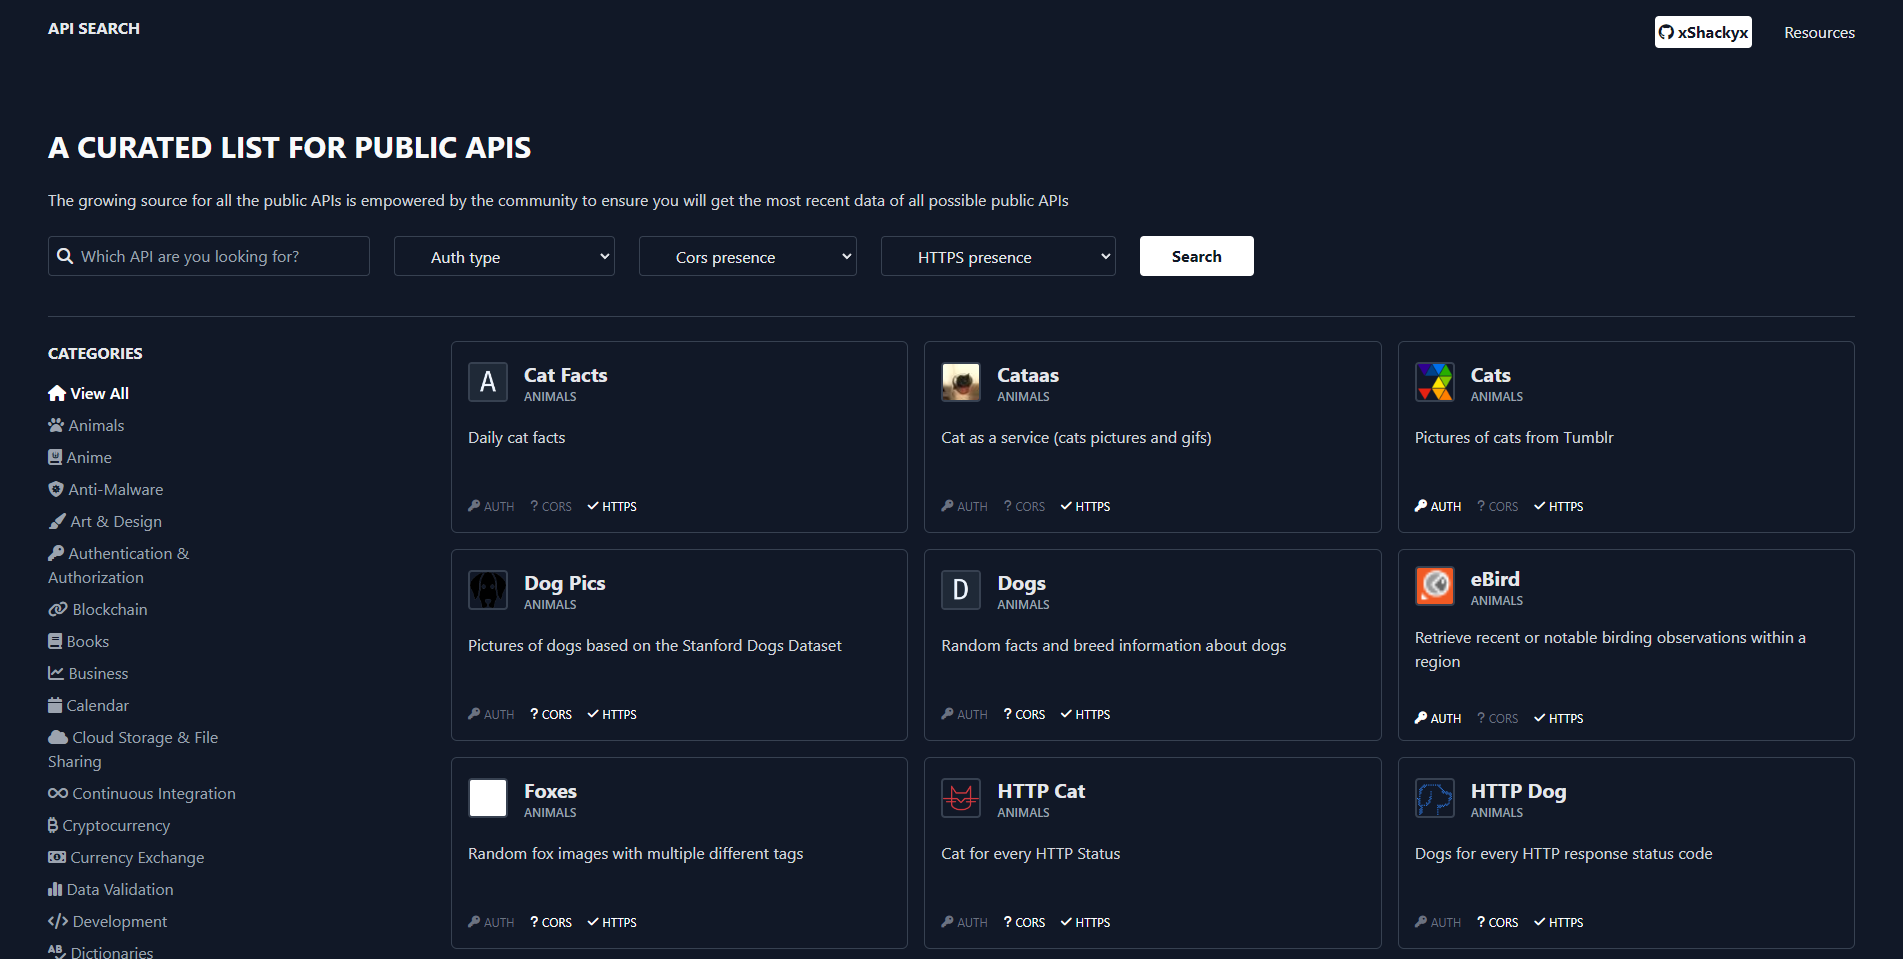 API SEARCH
xShackyx
Resources
A CURATED LIST FOR PUBLIC APIS
The growing source for all the public APIs is empowered by the community to ensure you will get the most recent data of all possible public APIs
Which API are you looking for?
Auth type
Cors presence
HTTPS presence
Search
CATEGORIES
View All
Animals
Anime
Anti-Malware
Art & Design
Authentication &
Authorization
Blockchain
Books
Business
Calendar
Cloud Storage & File
Sharing
Continuous Integration
Cryptocurrency
Currency Exchange
Data Validation
Development
Dictionaries
A
Cat Facts
ANIMALS
Daily cat facts
AUTH ? CORS HTTPS
Cataas
ANIMALS
Cat as a service (cats pictures and gifs)
AUTH ? CORS HTTPS
Cats
ANIMALS
Pictures of cats from Tumblr
AUTH ? CORS HTTPS
Dog Pics
ANIMALS
Pictures of dogs based on the Stanford Dogs Dataset
AUTH ? CORS HTTPS
D
Dogs
ANIMALS
Random facts and breed information about dogs
AUTH ? CORS HTTPS
eBird
ANIMALS
Retrieve recent or notable birding observations within a
region
AUTH ? CORS HTTPS
Foxes
ANIMALS
Random fox images with multiple different tags
AUTH ? CORS HTTPS
HTTP Cat
ANIMALS
Cat for every HTTP Status
AUTH ? CORS HTTPS
HTTP Dog
ANIMALS
Dogs for every HTTP response status code
AUTH ? CORS HTTPS